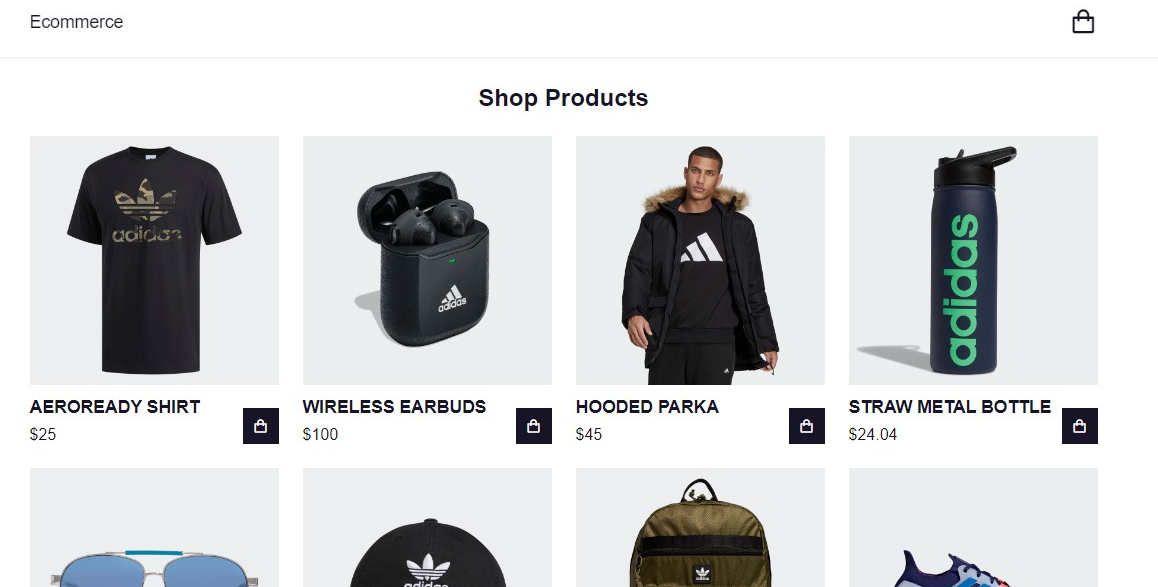 Ecommerce
Shop Products
adidas
adidas
adidas
AEROREADY SHIRT
$25
WIRELESS EARBUDS
$100
HOODED PARKA
$45
STRAW METAL BOTTLE
$24.04
adidas
adidas